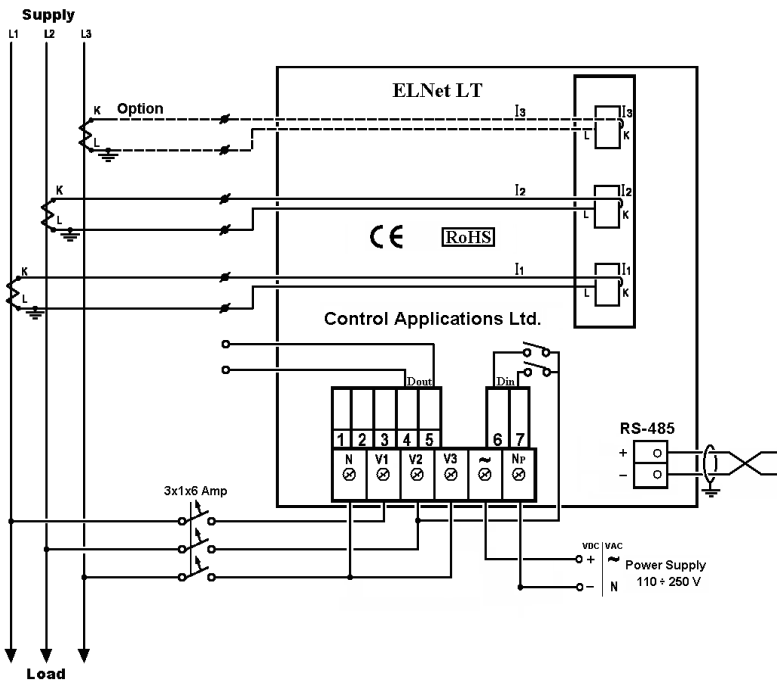 Supply
L1 L2 L3
ELNet LT
K Option I3 I3
L L K
K I2 I2
L L K
CE RoHS
K I1 I1
L L K
Control Applications Ltd.
Dout Din
1 2 3 4 5 6 7
N V1 V2 V3 ~ NP
RS-485
+
−
3x1x6 Amp
VDC VAC
+ ~ Power Supply
− N 110 ÷ 250 V
Load